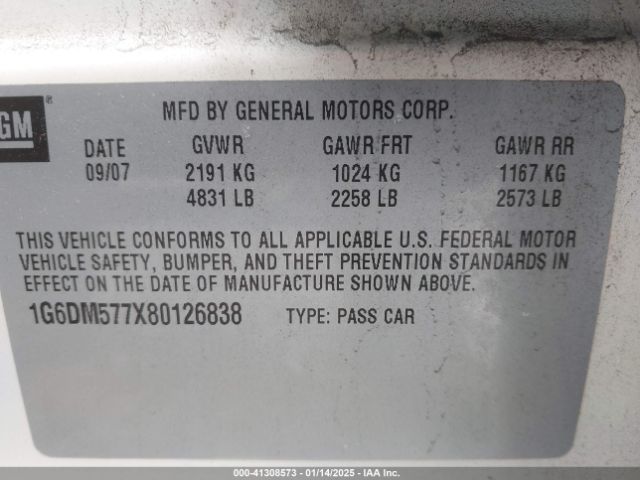 GM®
MFD BY GENERAL MOTORS CORP.
DATE GVWR GAWR FRT GAWR RR
09/07 2191 KG 1024 KG 1167 KG
4831 LB 2258 LB 2573 LB
THIS VEHICLE CONFORMS TO ALL APPLICABLE U.S. FEDERAL MOTOR
VEHICLE SAFETY, BUMPER, AND THEFT PREVENTION STANDARDS IN
EFFECT ON THE DATE OF MANUFACTURE SHOWN ABOVE.
1G6DM577X80126838 TYPE: PASS CAR
000-41308573 - 01/14/2025 - IAA Inc.